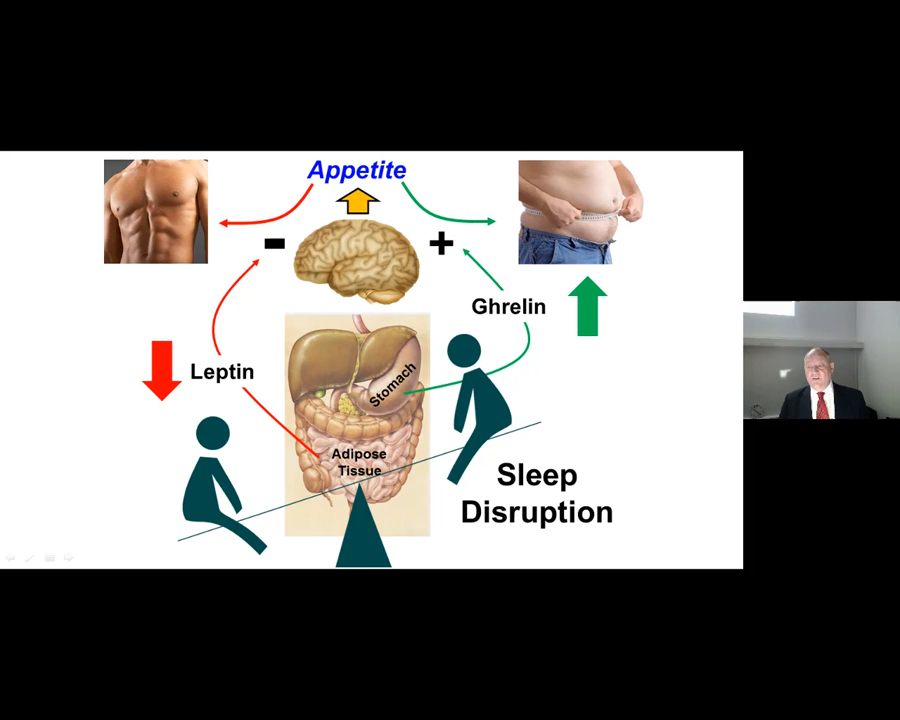 Appetite
-
+
Ghrelin
Leptin
Stomach
Adipose
Tissue
Sleep
Disruption